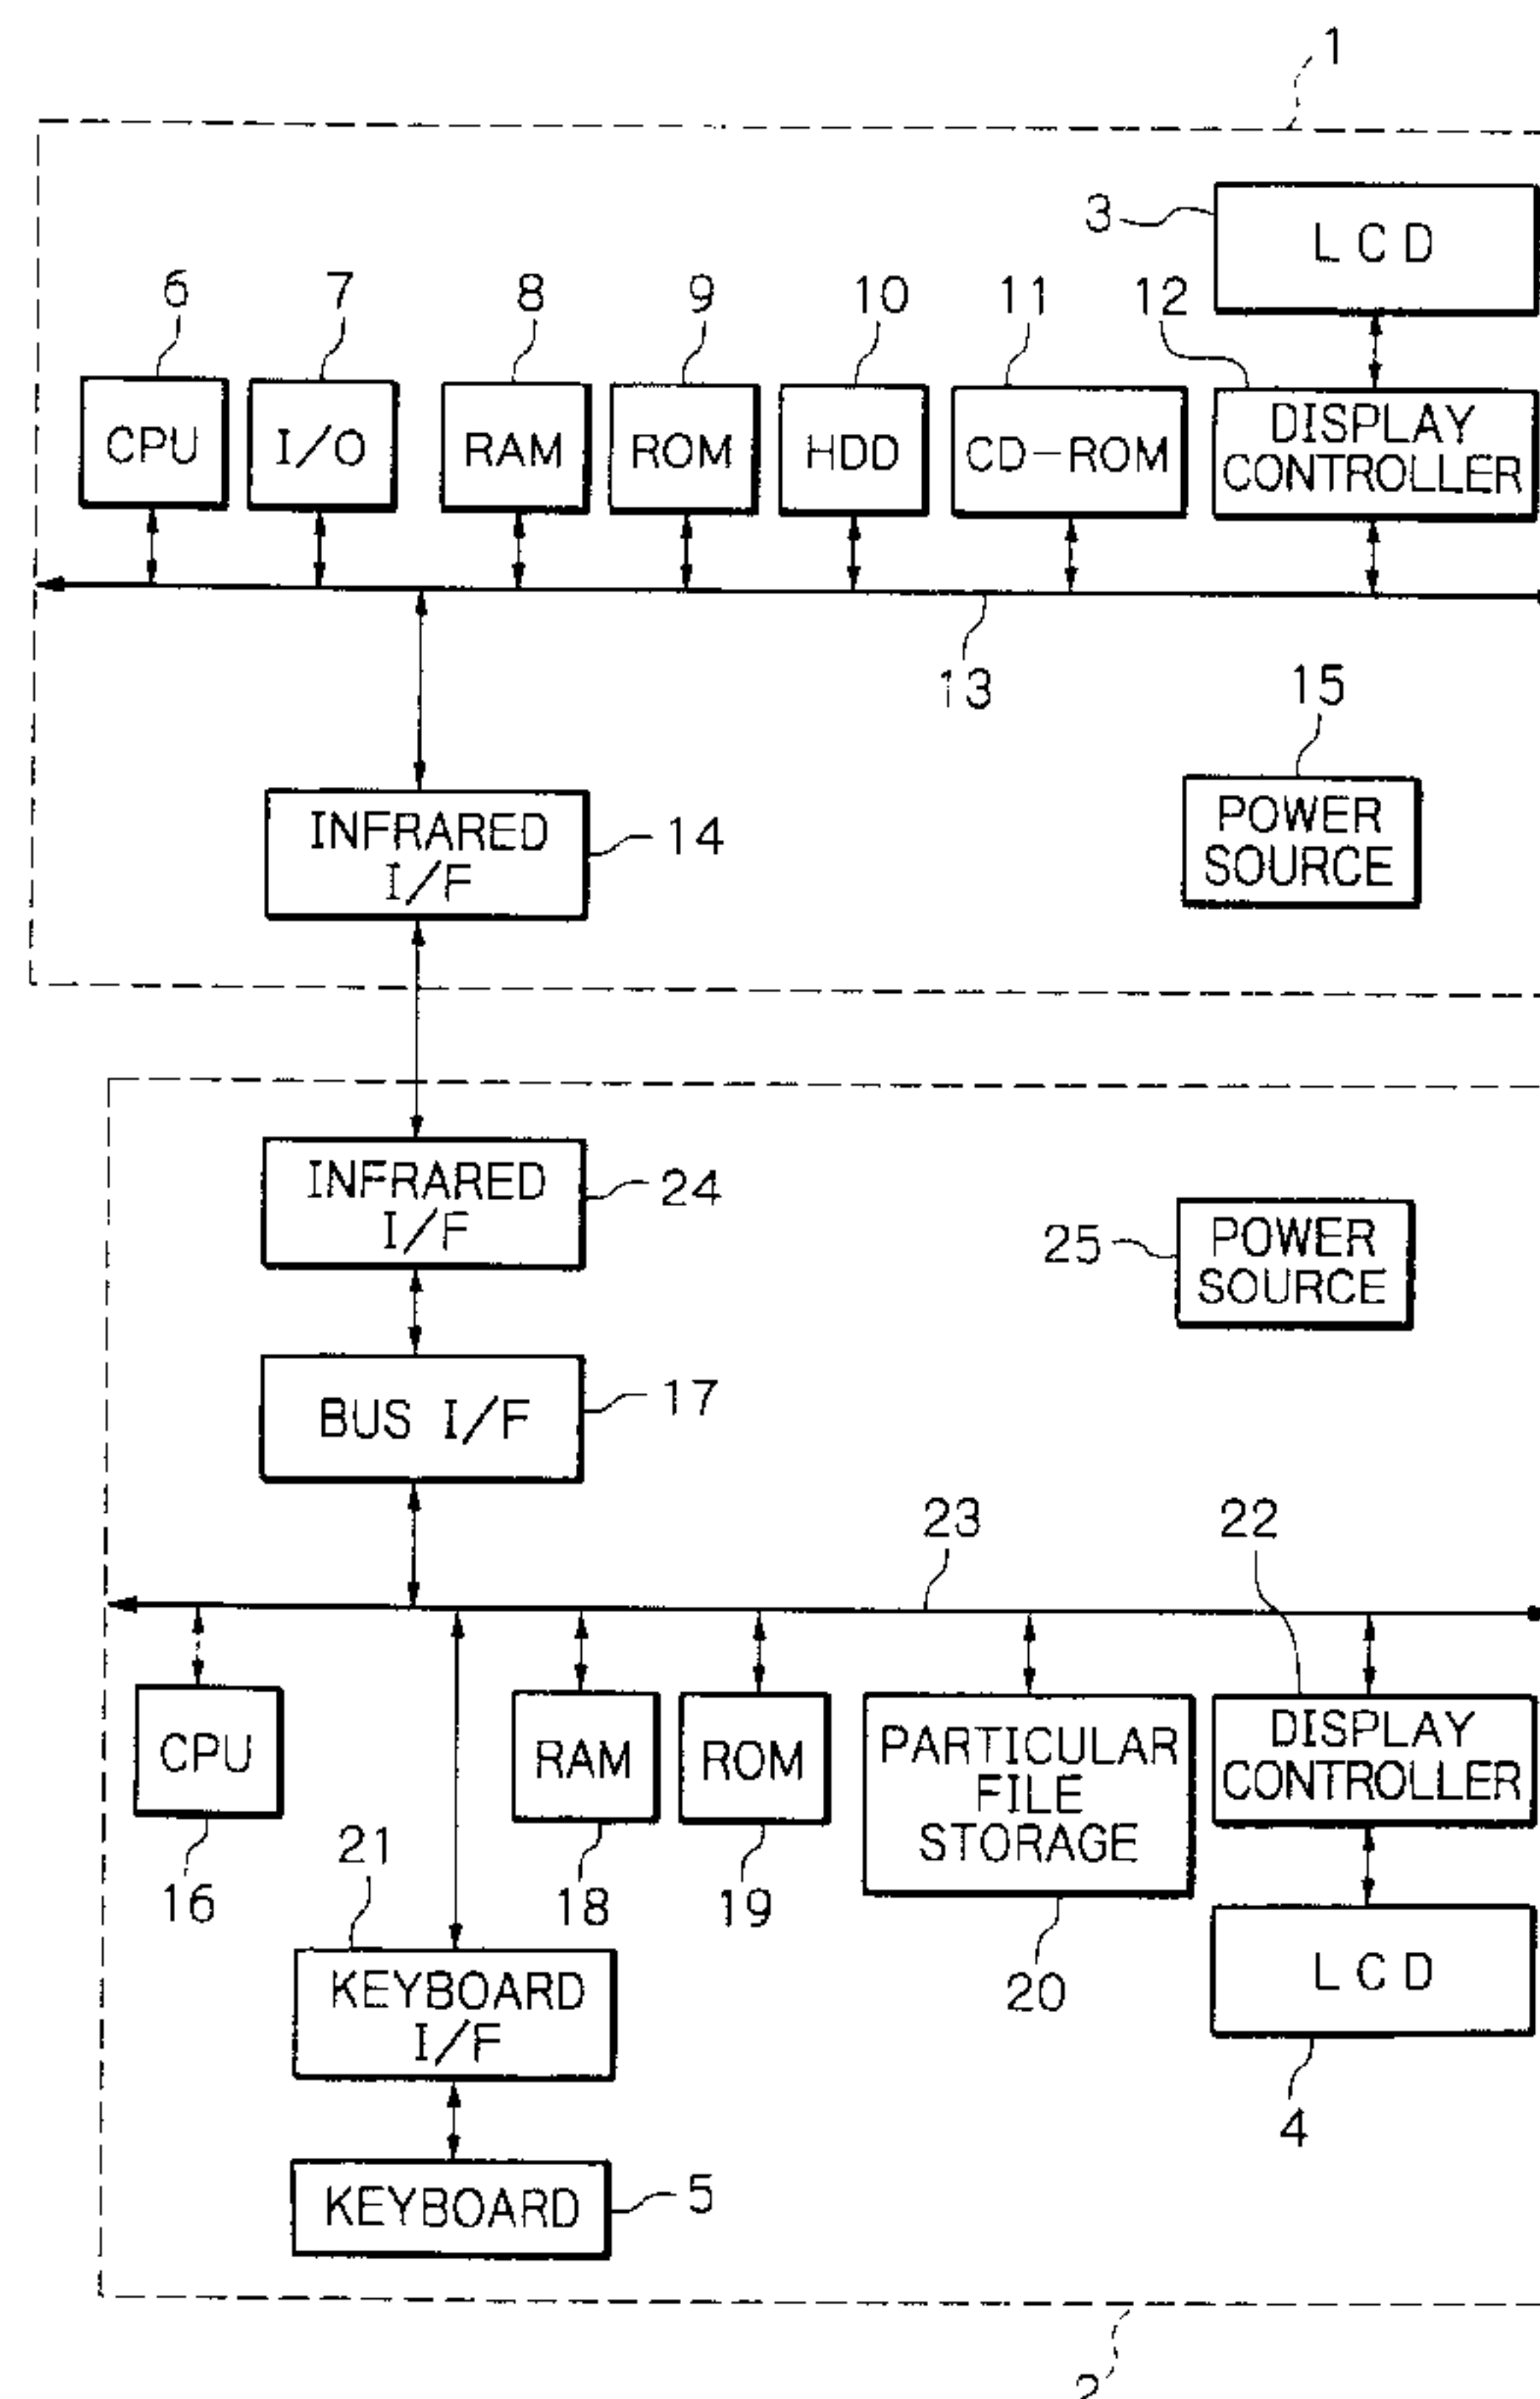 1
3
LCD
6
7
8
9
10
11
12
CPU
I/O
RAM
ROM
HDD
CD-ROM
DISPLAY
CONTROLLER
13
15
POWER
SOURCE
INFRARED
I/F
14
INFRARED
I/F
24
25
POWER
SOURCE
BUS I/F
17
23
22
CPU
RAM
ROM
PARTICULAR
FILE
STORAGE
DISPLAY
CONTROLLER
16
21
18
19
20
LCD
KEYBOARD
I/F
4
KEYBOARD
5
2